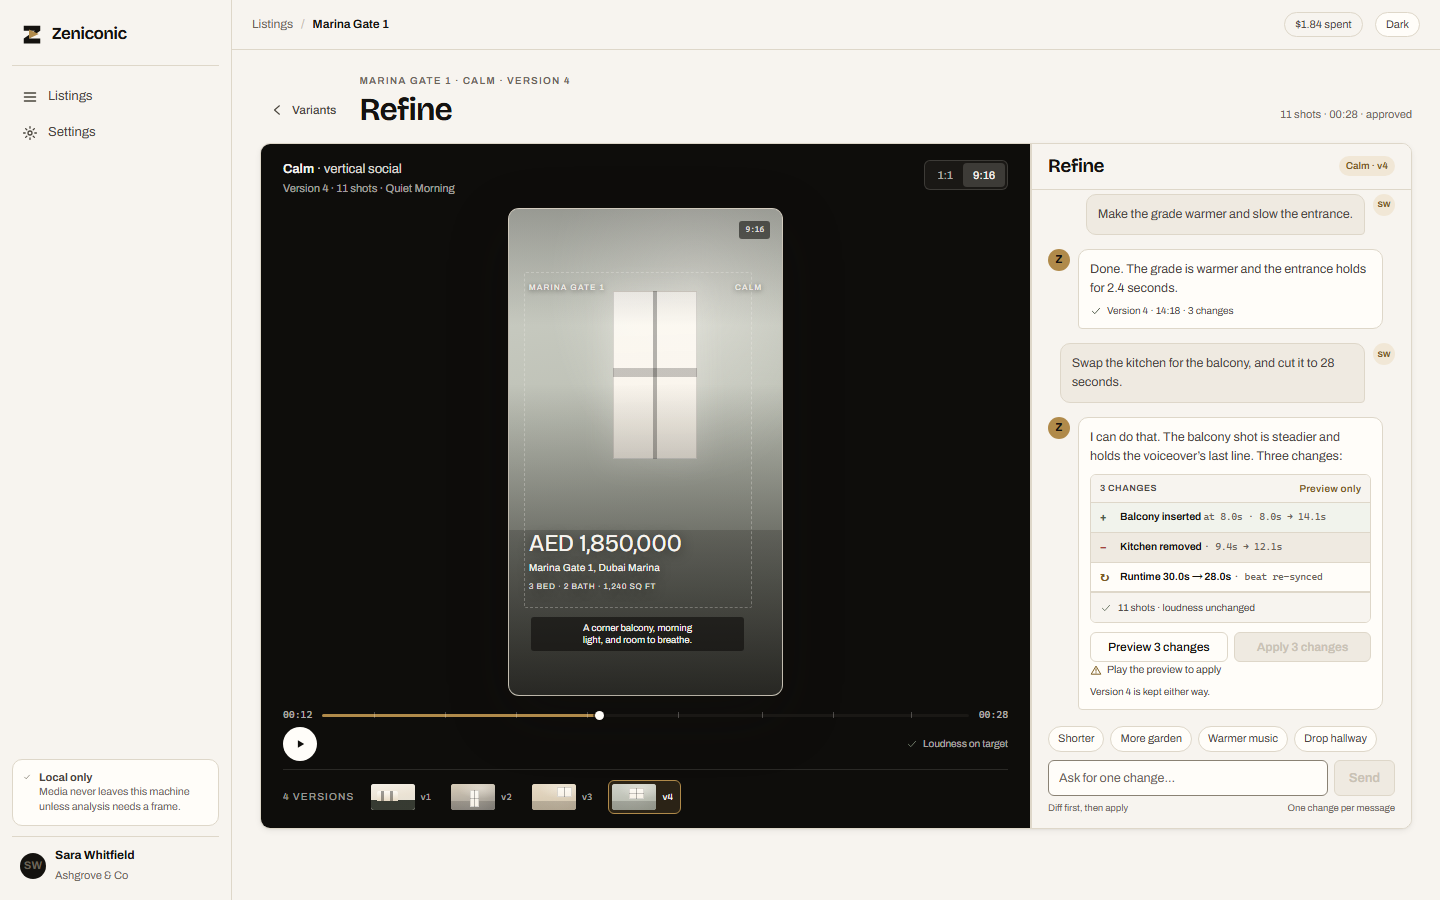 Zeniconic
Listings
Settings
Local only
Media never leaves this machine
unless analysis needs a frame.
SW
Sara Whitfield
Ashgrove & Co
Listings / Marina Gate 1
$1.84 spent
Dark
MARINA GATE 1 · CALM · VERSION 4
Variants
Refine
11 shots · 00:28 · approved
Calm · vertical social
Version 4 · 11 shots · Quiet Morning
1:1
9:16
9:16
MARINA GATE 1
CALM
AED 1,850,000
Marina Gate 1, Dubai Marina
3 BED · 2 BATH · 1,240 SQ FT
A corner balcony, morning
light, and room to breathe.
00:12
00:28
Loudness on target
4 VERSIONS
v1
v2
v3
v4
Refine
Calm · v4
Make the grade warmer and slow the entrance.
SW
Z
Done. The grade is warmer and the entrance holds
for 2.4 seconds.
Version 4 · 14:18 · 3 changes
Swap the kitchen for the balcony, and cut it to 28
seconds.
SW
Z
I can do that. The balcony shot is steadier and
holds the voiceover's last line. Three changes:
3 CHANGES
Preview only
+ Balcony inserted at 8.0s · 8.0s → 14.1s
− Kitchen removed · 9.4s → 12.1s
↻ Runtime 30.0s → 28.0s · beat re-synced
11 shots · loudness unchanged
Preview 3 changes
Apply 3 changes
Play the preview to apply
Version 4 is kept either way.
Shorter
More garden
Warmer music
Drop hallway
Ask for one change...
Send
Diff first, then apply
One change per message